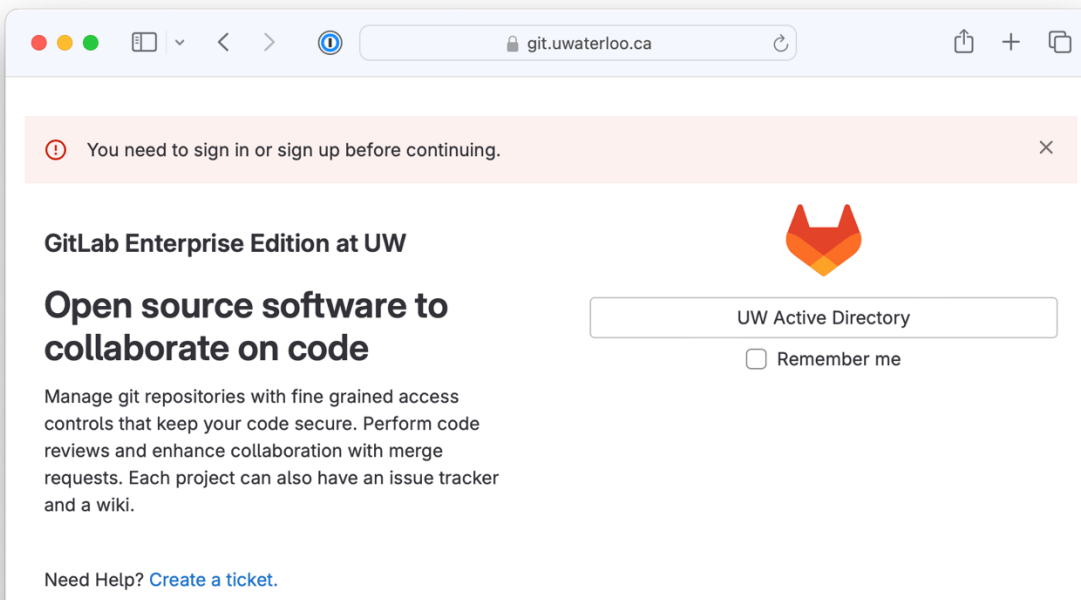 git.uwaterloo.ca
You need to sign in or sign up before continuing.
GitLab Enterprise Edition at UW
Open source software to
collaborate on code
Manage git repositories with fine grained access
controls that keep your code secure. Perform code
reviews and enhance collaboration with merge
requests. Each project can also have an issue tracker
and a wiki.
Need Help? Create a ticket.
UW Active Directory
Remember me